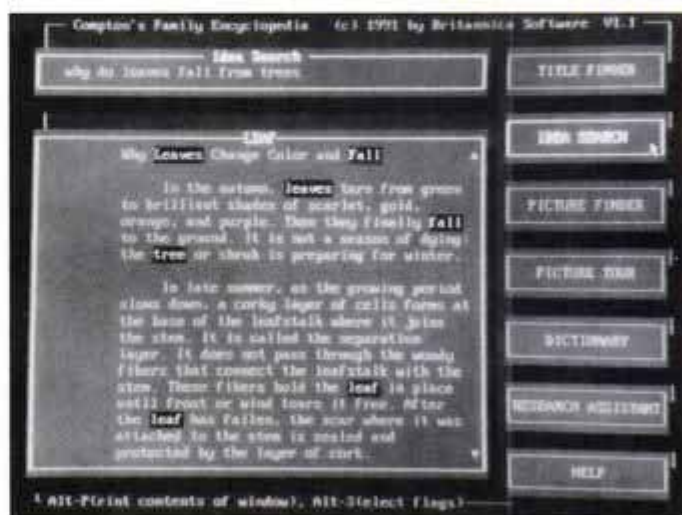 Compton's Family Encyclopedia (c) 1991 by Britannica Software V1.1
Idea Search
why do leaves fall from trees
LEAF
Why Leaves Change Color and Fall
In the autumn, leaves turn from green
to brilliant shades of scarlet, gold,
orange, and purple. Then they finally fall
to the ground. It is not a season of dying:
the tree or shrub is preparing for winter.
In late summer, as the growing period
slows down, a corky layer of cells forms at
the base of the leafstalk where it joins
the stem. It is called the separation
layer. It does not pass through the woody
fibers that connect the leafstalk with the
stem. These fibers hold the leaf in place
until frost or wind tears it free. After
the leaf has fallen, the scar where it was
attached to the stem is sealed and
protected by the layer of cork.
TITLE FINDER
IDEA SEARCH
PICTURE FINDER
PICTURE TOUR
DICTIONARY
RESEARCH ASSISTANT
HELP
Alt-P(rint contents of window), Alt-S(elect flags)